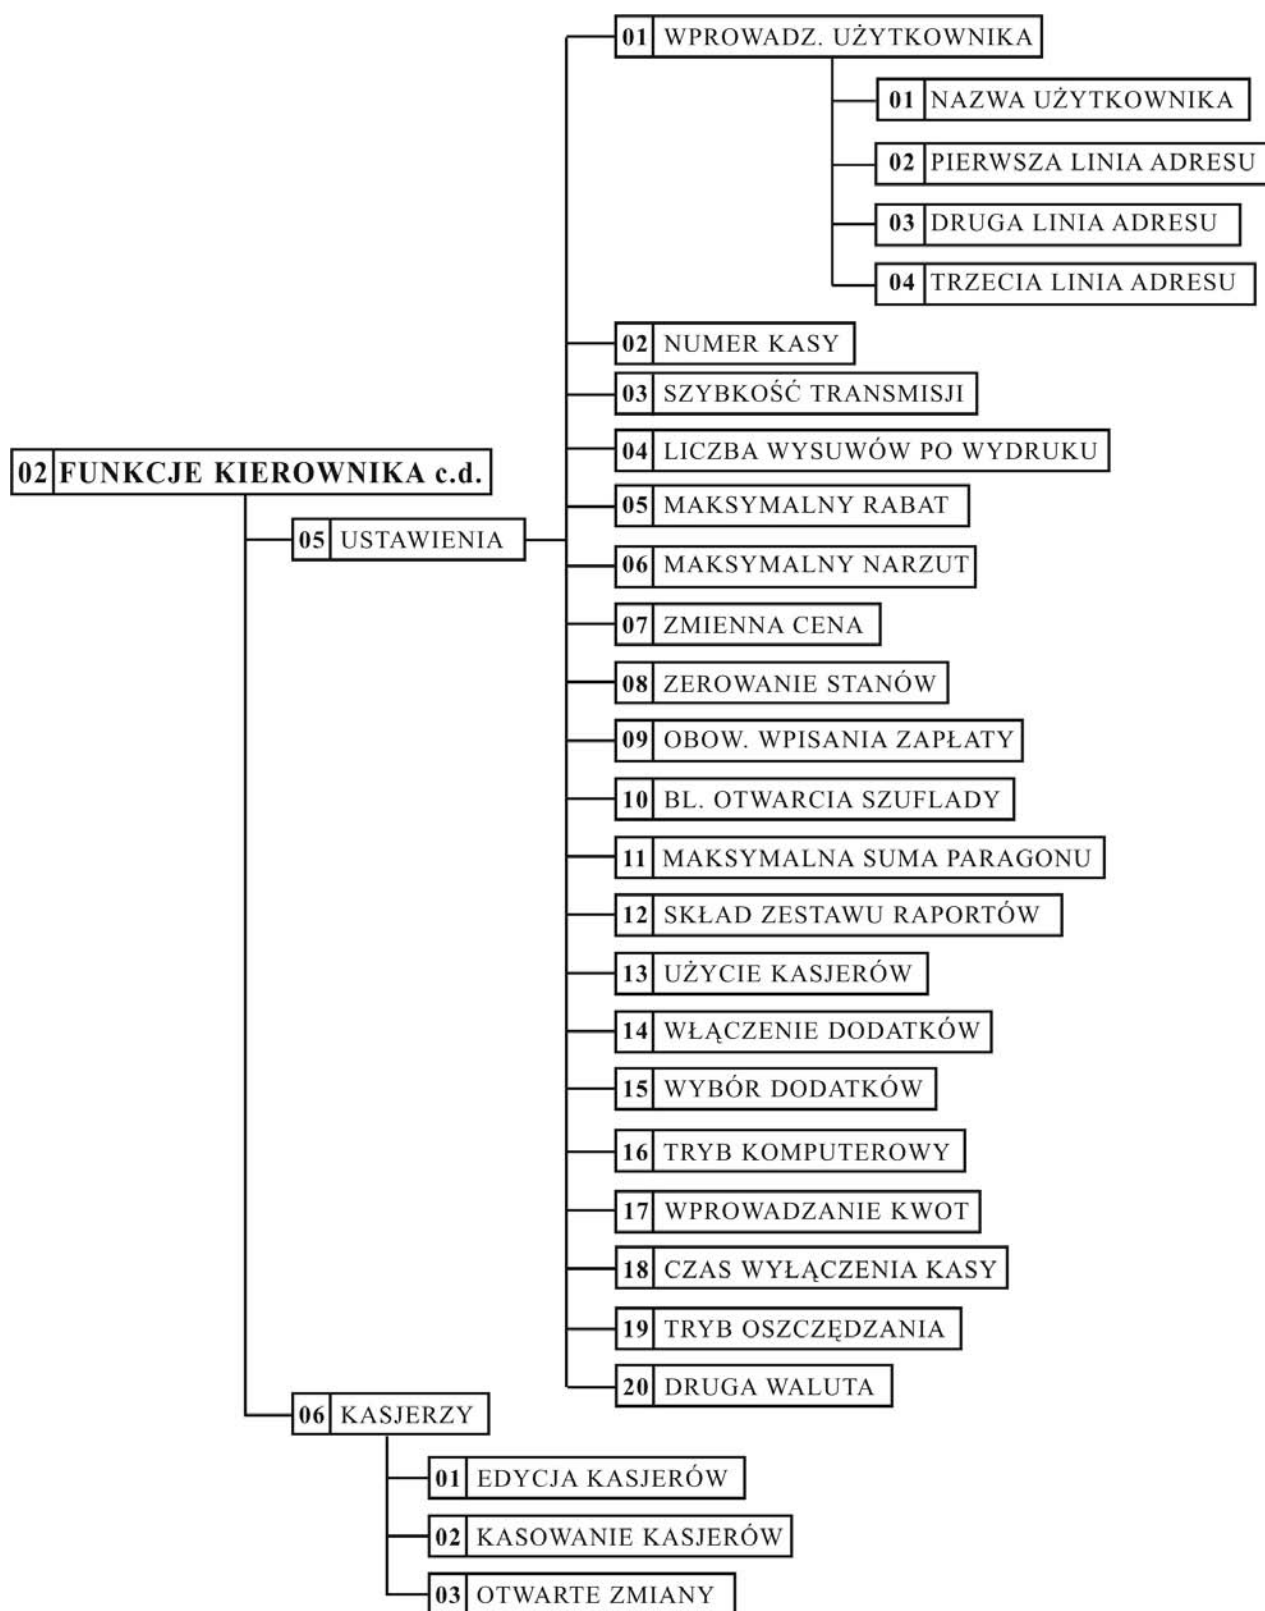 01 WPROWADZ. UŻYTKOWNIKA
01 NAZWA UŻYTKOWNIKA
02 PIERWSZA LINIA ADRESU
03 DRUGA LINIA ADRESU
04 TRZECIA LINIA ADRESU
02 NUMER KASY
03 SZYBKOŚĆ TRANSMISJI
04 LICZBA WYSUWÓW PO WYDRUKU
02 FUNKCJE KIEROWNIKA c.d.
05 MAKSYMALNY RABAT
05 USTAWIENIA
06 MAKSYMALNY NARZUT
07 ZMIENNA CENA
08 ZEROWANIE STANÓW
09 OBOW. WPISANIA ZAPŁATY
10 BL. OTWARCIA SZUFLADY
11 MAKSYMALNA SUMA PARAGONU
12 SKŁAD ZESTAWU RAPORTÓW
13 UŻYCIE KASJERÓW
14 WŁĄCZENIE DODATKÓW
15 WYBÓR DODATKÓW
16 TRYB KOMPUTEROWY
17 WPROWADZANIE KWOT
18 CZAS WYŁĄCZENIA KASY
19 TRYB OSZCZĘDZANIA
20 DRUGA WALUTA
06 KASJERZY
01 EDYCJA KASJERÓW
02 KASOWANIE KASJERÓW
03 OTWARTE ZMIANY